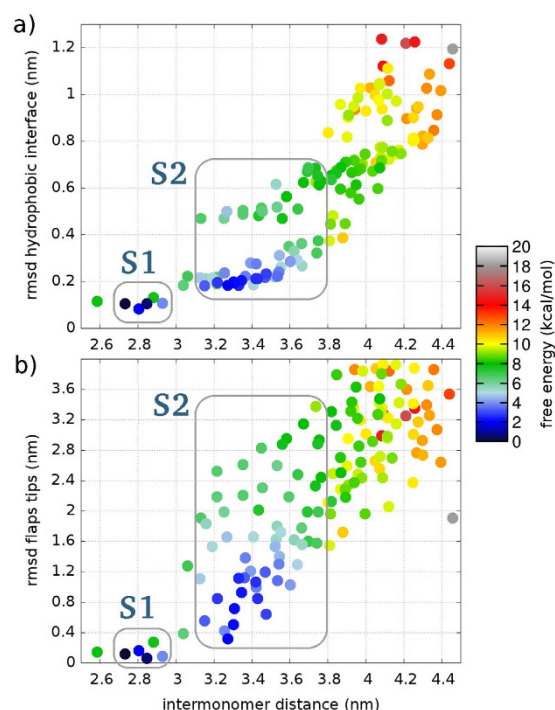 a)
rmsd hydrophobic interface (nm)
1.2
1
0.8
0.6
0.4
0.2
0
S2
S1
2.6 2.8 3 3.2 3.4 3.6 3.8 4 4.2 4.4
b)
rmsd flaps tips (nm)
3.6
3.2
2.8
2.4
2
1.6
1.2
0.8
0.4
0
S2
S1
2.6 2.8 3 3.2 3.4 3.6 3.8 4 4.2 4.4
intermonomer distance (nm)
20
18
16
14
12
10
8
6
4
2
0
free energy (kcal/mol)